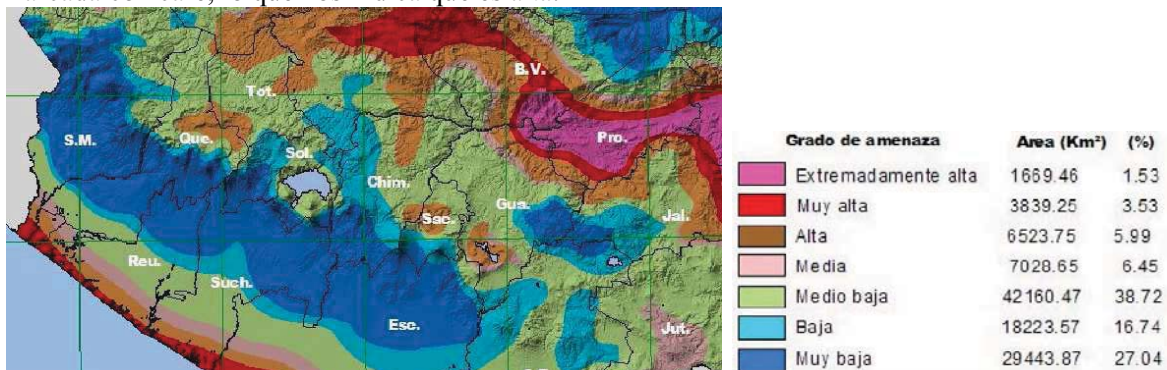 B.V.
Tot.
Pro.
S.M.
Que.
Sol.
Chim.
Sac.
Gua.
Jal.
Reu.
Such.
Esc.
Jut.
Grado de amenaza Area (Km²) (%)
Extremadamente alta 1669.46 1.53
Muy alta 3839.25 3.53
Alta 6523.75 5.99
Media 7028.65 6.45
Medio baja 42160.47 38.72
Baja 18223.57 16.74
Muy baja 29443.87 27.04